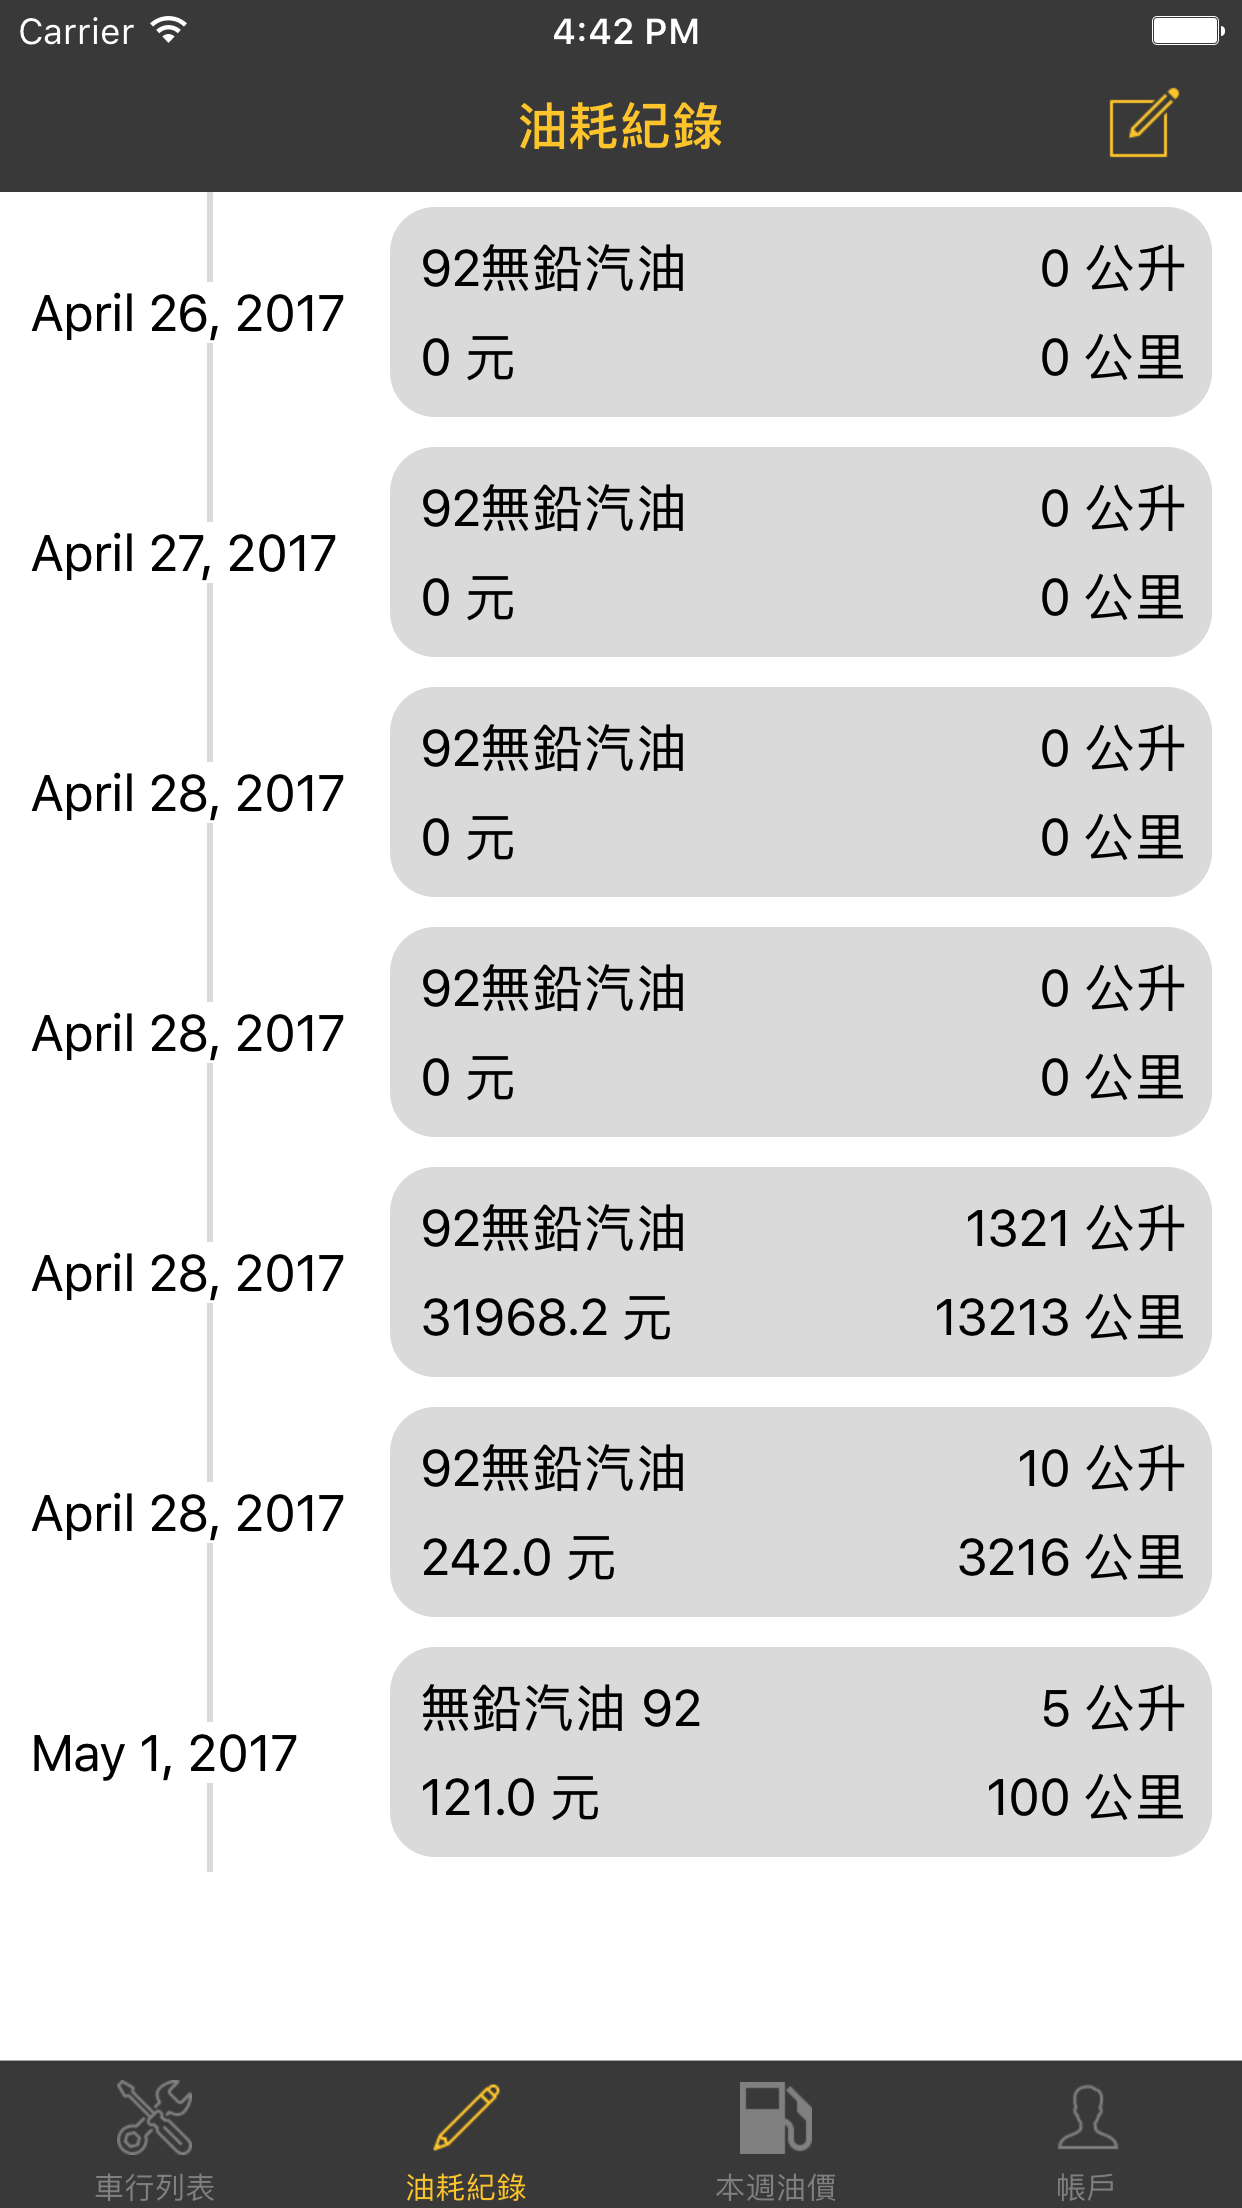 Carrier 4:42 PM
油耗紀錄
April 26, 2017
92無鉛汽油 0 公升
0 元 0 公里
April 27, 2017
92無鉛汽油 0 公升
0 元 0 公里
April 28, 2017
92無鉛汽油 0 公升
0 元 0 公里
April 28, 2017
92無鉛汽油 0 公升
0 元 0 公里
April 28, 2017
92無鉛汽油 1321 公升
31968.2 元 13213 公里
April 28, 2017
92無鉛汽油 10 公升
242.0 元 3216 公里
May 1, 2017
無鉛汽油 92 5 公升
121.0 元 100 公里
車行列表 油耗紀錄 本週油價 帳戶